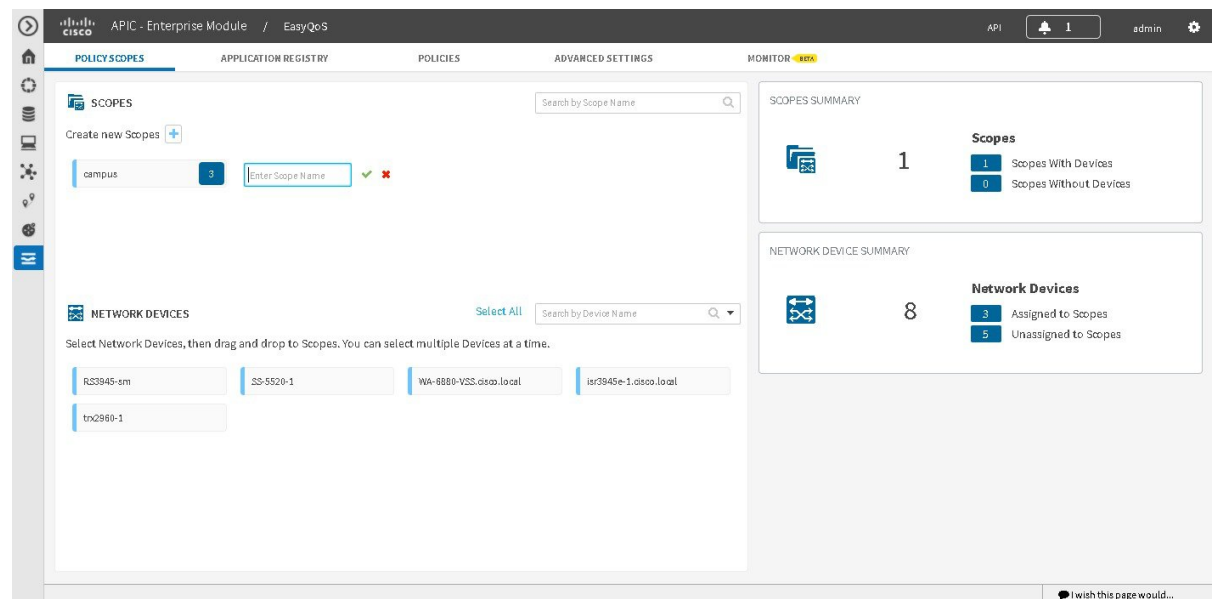 cisco APIC - Enterprise Module / EasyQoS API 1 admin
POLICY SCOPES APPLICATION REGISTRY POLICIES ADVANCED SETTINGS MONITOR BETA
SCOPES Search by Scope Name
Create new Scopes +
campus 3 Enter Scope Name
SCOPES SUMMARY
1
Scopes
1 Scopes With Devices
0 Scopes Without Devices
NETWORK DEVICES Select All Search by Device Name
Select Network Devices, then drag and drop to Scopes. You can select multiple Devices at a time.
RS3945-sm SS-5520-1 WA-6880-VSS.cisco.local isr3945e-1.cisco.local
trx2960-1
NETWORK DEVICE SUMMARY
8
Network Devices
3 Assigned to Scopes
5 Unassigned to Scopes
I wish this page would...